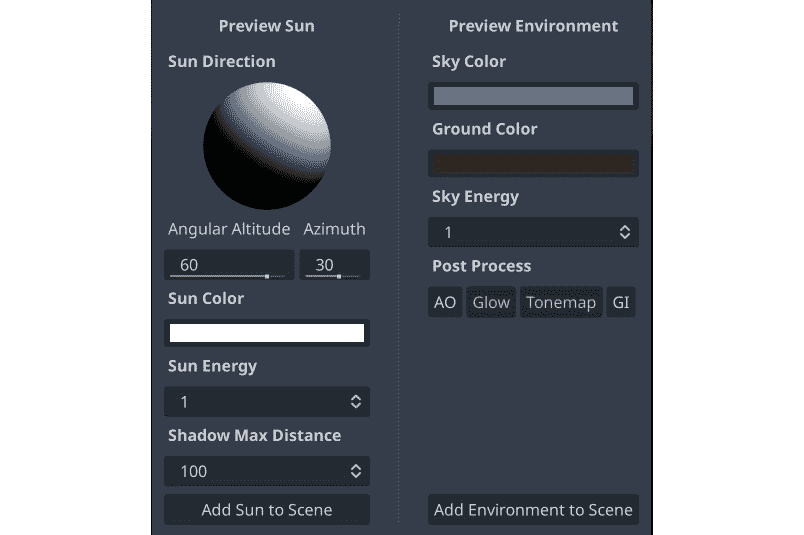 Preview Sun
Sun Direction
Angular Altitude Azimuth
60 30
Sun Color
Sun Energy
1
Shadow Max Distance
100
Add Sun to Scene
Preview Environment
Sky Color
Ground Color
Sky Energy
1
Post Process
AO Glow Tonemap GI
Add Environment to Scene